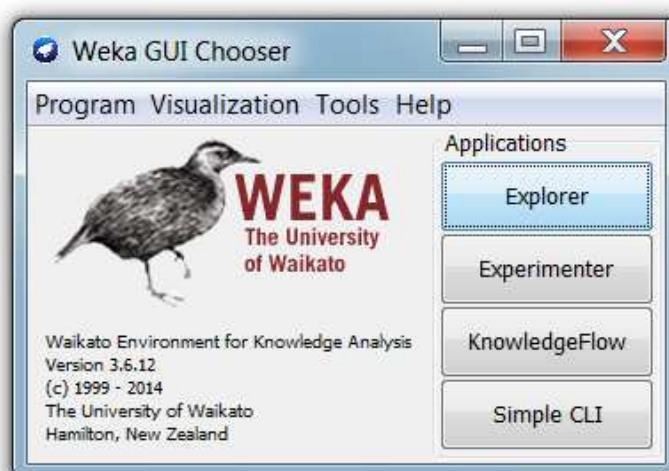 Weka GUI Chooser
Program Visualization Tools Help
WEKA
The University
of Waikato
Waikato Environment for Knowledge Analysis
Version 3.6.12
(c) 1999 - 2014
The University of Waikato
Hamilton, New Zealand
Applications
Explorer
Experimenter
KnowledgeFlow
Simple CLI